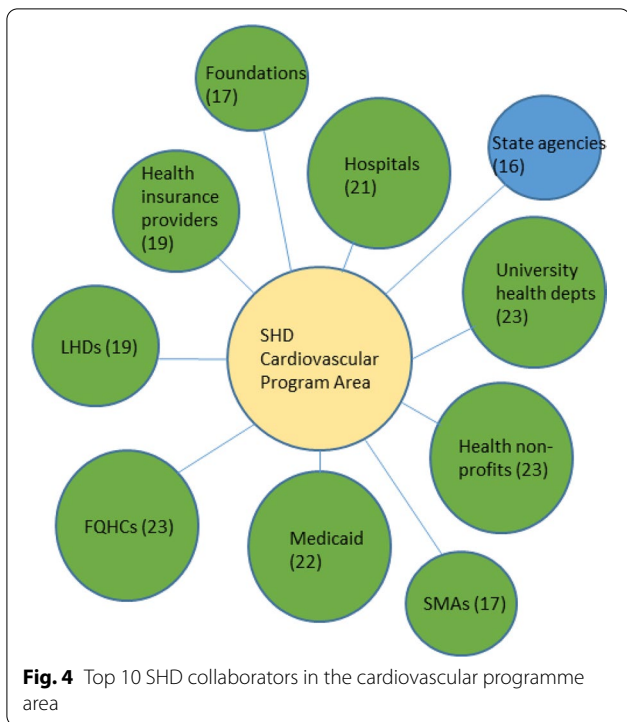 Foundations
(17)
State agencies
(16)
Hospitals
(21)
Health
insurance
providers
(19)
University
health depts
(23)
SHD
Cardiovascular
Program Area
LHDs (19)
Health non-
profits (23)
FQHCs (23)
Medicaid
(22)
SMAs (17)
Fig. 4 Top 10 SHD collaborators in the cardiovascular programme
area